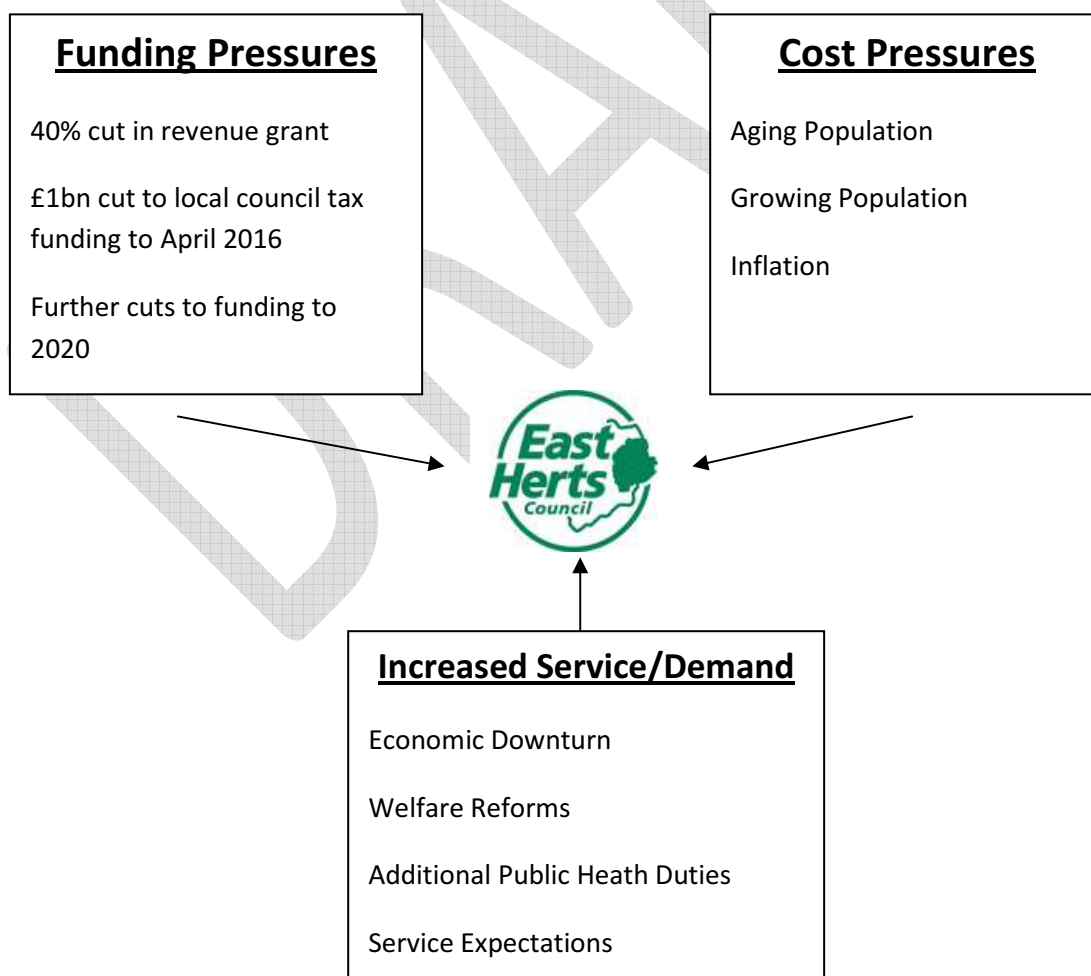 Funding Pressures
40% cut in revenue grant
£1bn cut to local council tax
funding to April 2016
Further cuts to funding to
2020
Cost Pressures
Aging Population
Growing Population
Inflation
East
Herts
Council
Increased Service/Demand
Economic Downturn
Welfare Reforms
Additional Public Heath Duties
Service Expectations